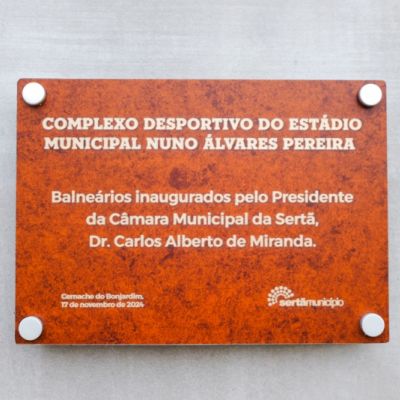 COMPLEXO DESPORTIVO DO ESTÁDIO
MUNICIPAL NUNO ÁLVARES PEREIRA
Balneários inaugurados pelo Presidente
da Câmara Municipal da Sertã,
Dr. Carlos Alberto de Miranda.
Cernache do Bonjardim,
17 de novembro de 2024
sertãmunicípio